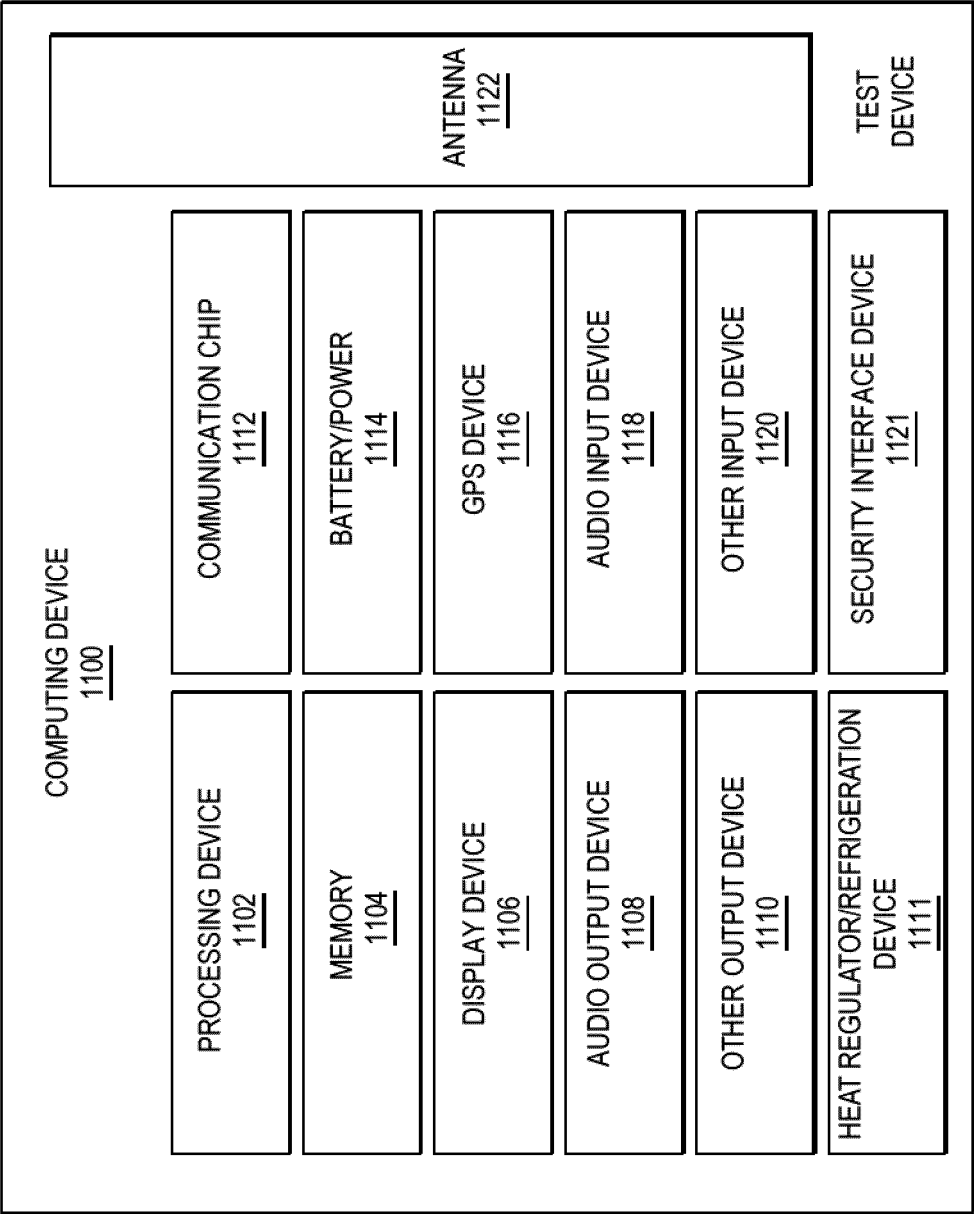 COMPUTING DEVICE
1100
PROCESSING DEVICE
1102
COMMUNICATION CHIP
1112
MEMORY
1104
BATTERY/POWER
1114
DISPLAY DEVICE
1106
GPS DEVICE
1116
AUDIO OUTPUT DEVICE
1108
AUDIO INPUT DEVICE
1118
OTHER OUTPUT DEVICE
1110
OTHER INPUT DEVICE
1120
HEAT REGULATOR/REFRIGERATION
DEVICE
1111
SECURITY INTERFACE DEVICE
1121
ANTENNA
1122
TEST
DEVICE